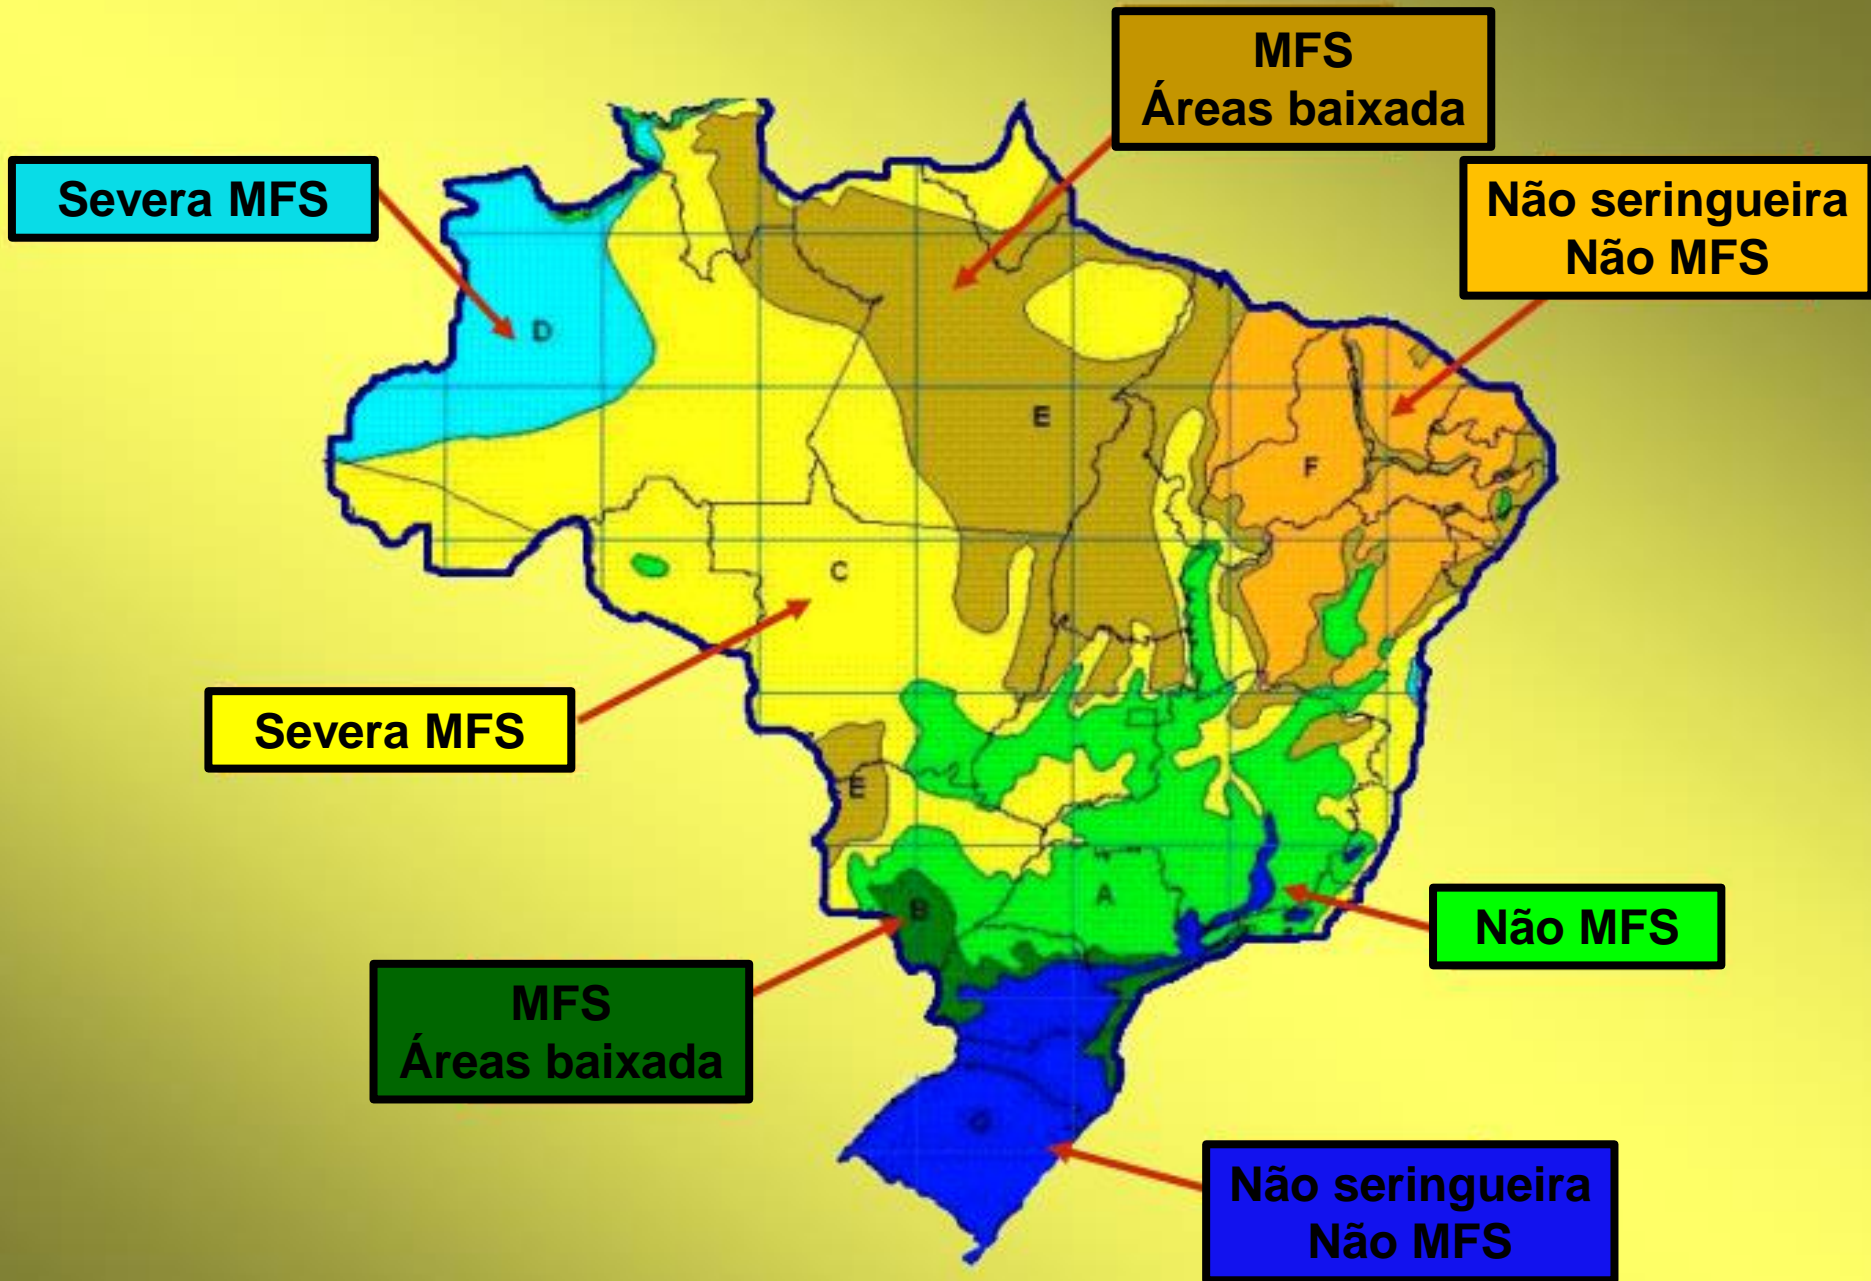 MFS
Áreas baixada
Severa MFS
Não seringueira
Não MFS
D
E
F
C
Severa MFS
E
A
B
Não MFS
MFS
Áreas baixada
G
Não seringueira
Não MFS